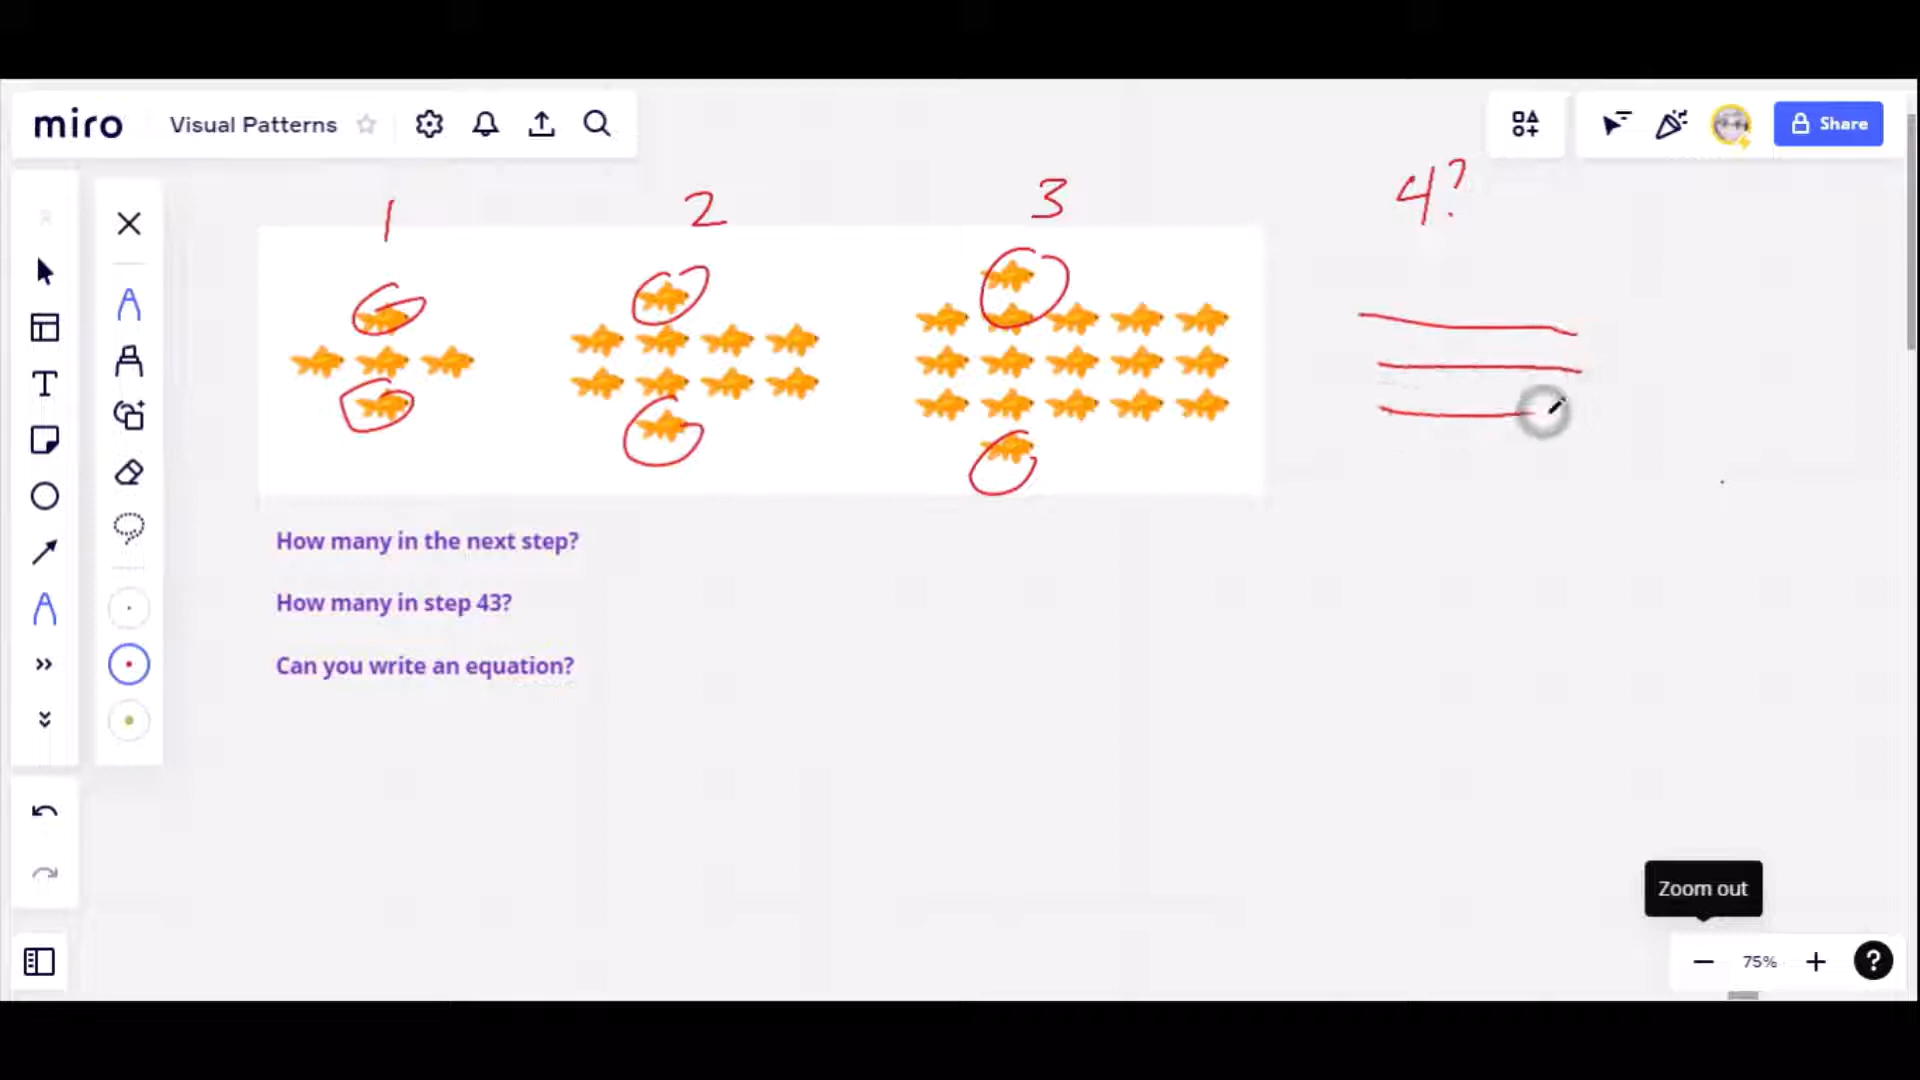 miro
Visual Patterns
Share
1 2 3 4?
How many in the next step?
How many in step 43?
Can you write an equation?
Zoom out
75%